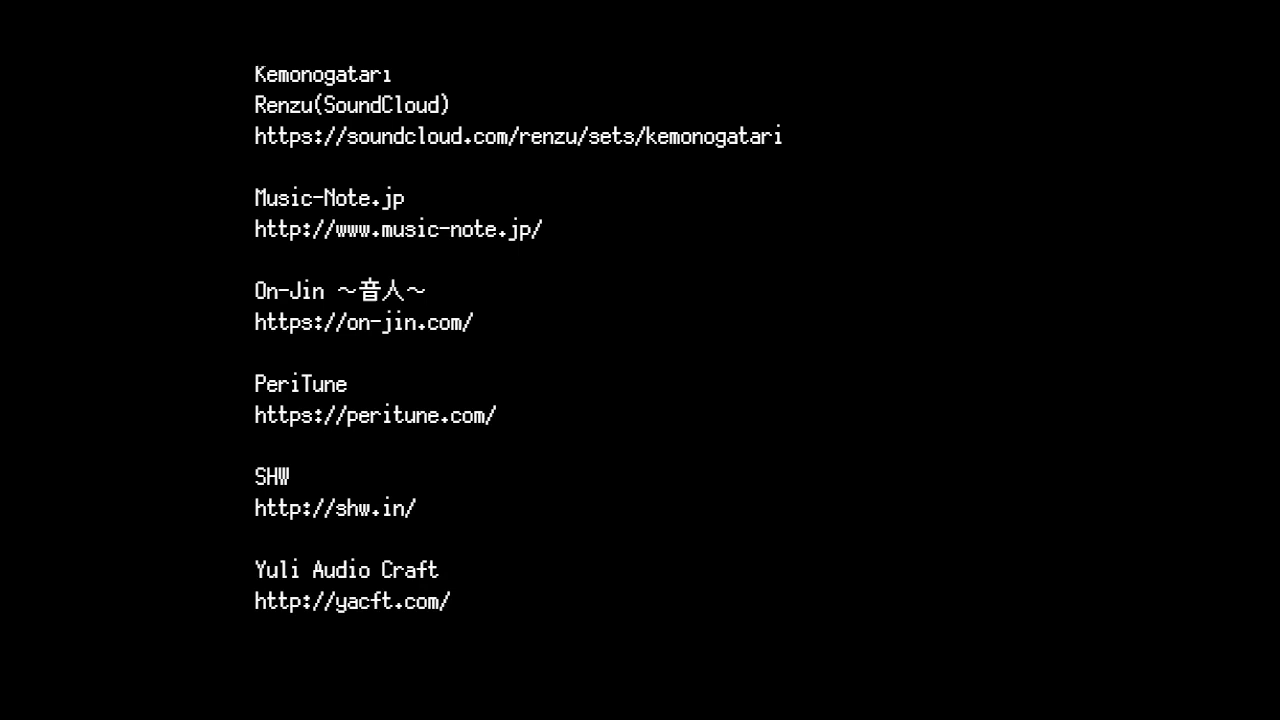 Kemonogatari
Renzu(SoundCloud)
https://soundcloud.com/renzu/sets/kemonogatari
Music-Note.jp
http://www.music-note.jp/
On-Jin ～音人～
https://on-jin.com/
PeriTune
https://peritune.com/
SHW
http://shw.in/
Yuli Audio Craft
http://yacft.com/